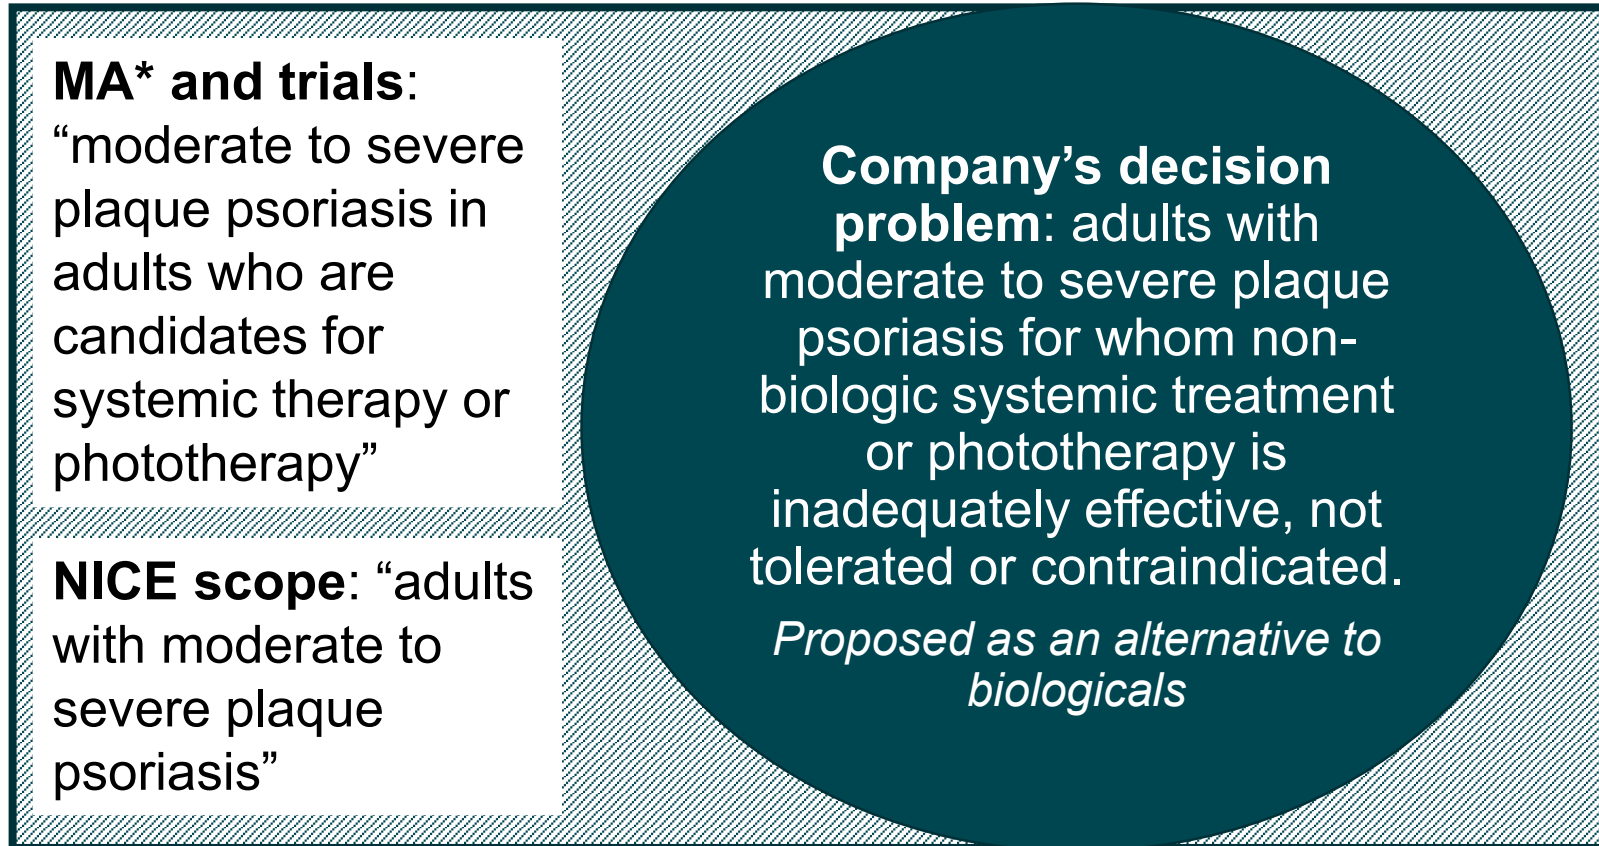 MA* and trials:
“moderate to severe
plaque psoriasis in
adults who are
candidates for
systemic therapy or
phototherapy”
NICE scope: “adults
with moderate to
severe plaque
psoriasis”
Company’s decision
problem: adults with
moderate to severe plaque
psoriasis for whom non-
biologic systemic treatment
or phototherapy is
inadequately effective, not
tolerated or contraindicated.
Proposed as an alternative to
biologicals